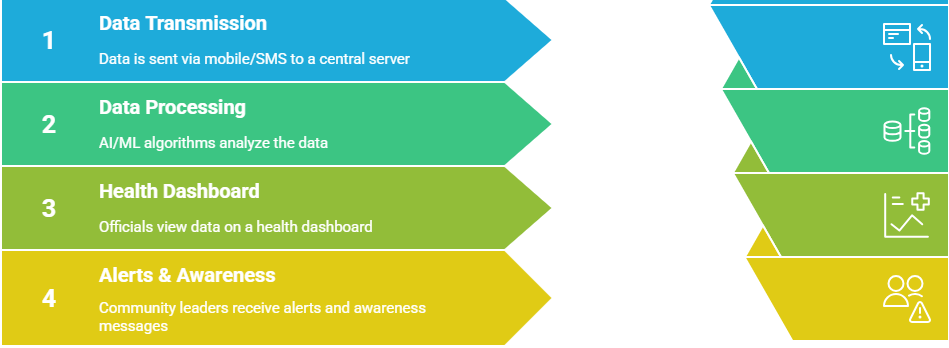 1
Data Transmission
Data is sent via mobile/SMS to a central server
2
Data Processing
AI/ML algorithms analyze the data
3
Health Dashboard
Officials view data on a health dashboard
4
Alerts & Awareness
Community leaders receive alerts and awareness
messages